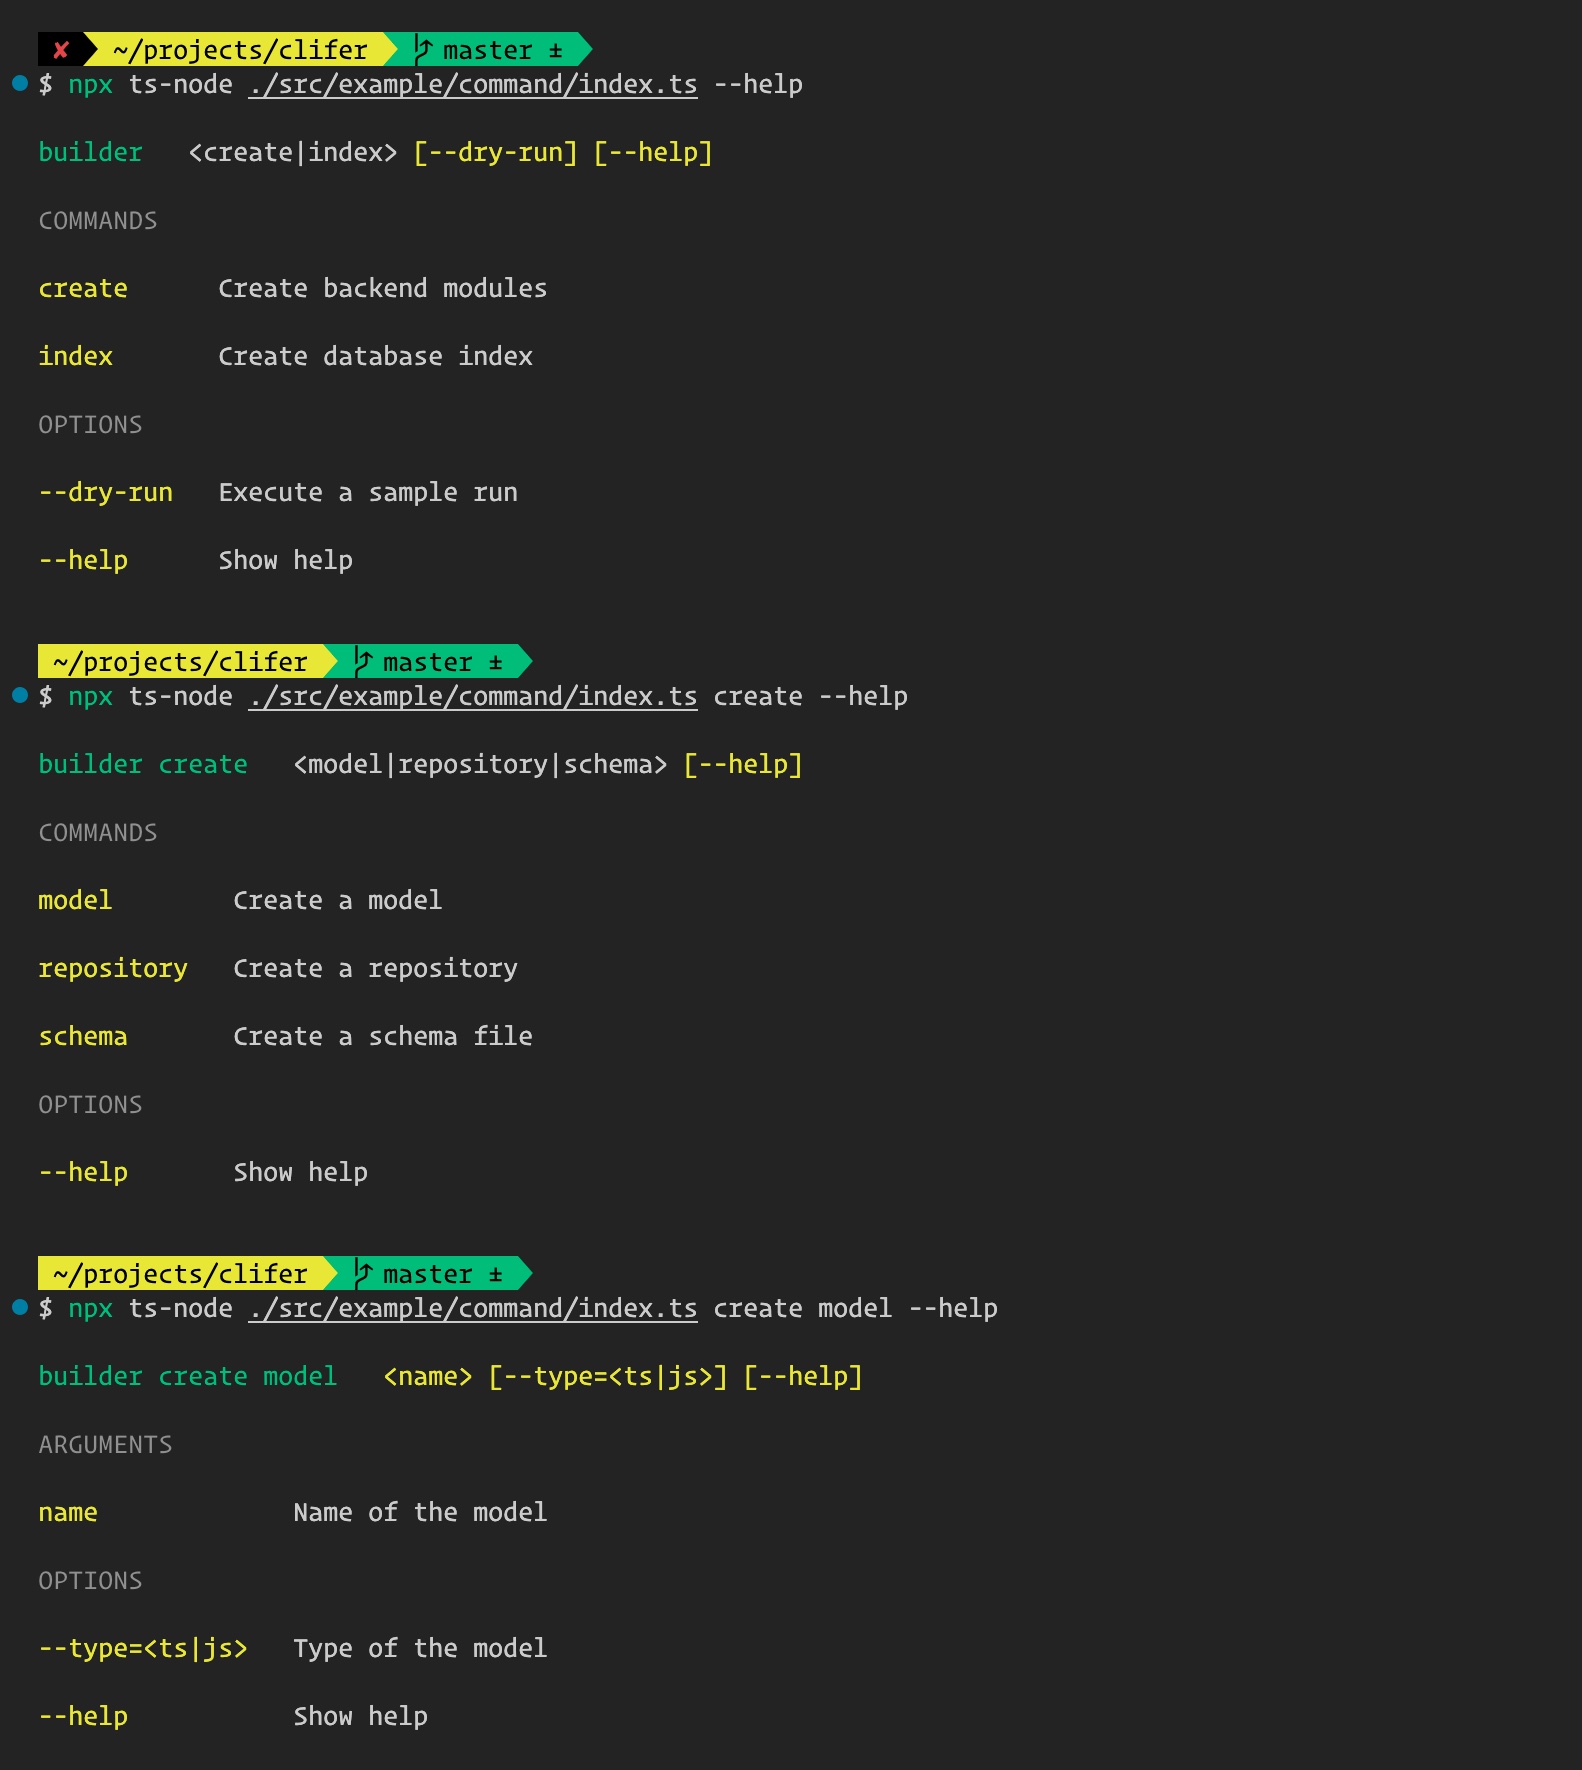 ✘ ~/projects/clifer master ±
$ npx ts-node ./src/example/command/index.ts --help
builder <create|index> [--dry-run] [--help]
COMMANDS
create Create backend modules
index Create database index
OPTIONS
--dry-run Execute a sample run
--help Show help
~/projects/clifer master ±
$ npx ts-node ./src/example/command/index.ts create --help
builder create <model|repository|schema> [--help]
COMMANDS
model Create a model
repository Create a repository
schema Create a schema file
OPTIONS
--help Show help
~/projects/clifer master ±
$ npx ts-node ./src/example/command/index.ts create model --help
builder create model <name> [--type=<ts|js>] [--help]
ARGUMENTS
name Name of the model
OPTIONS
--type=<ts|js> Type of the model
--help Show help